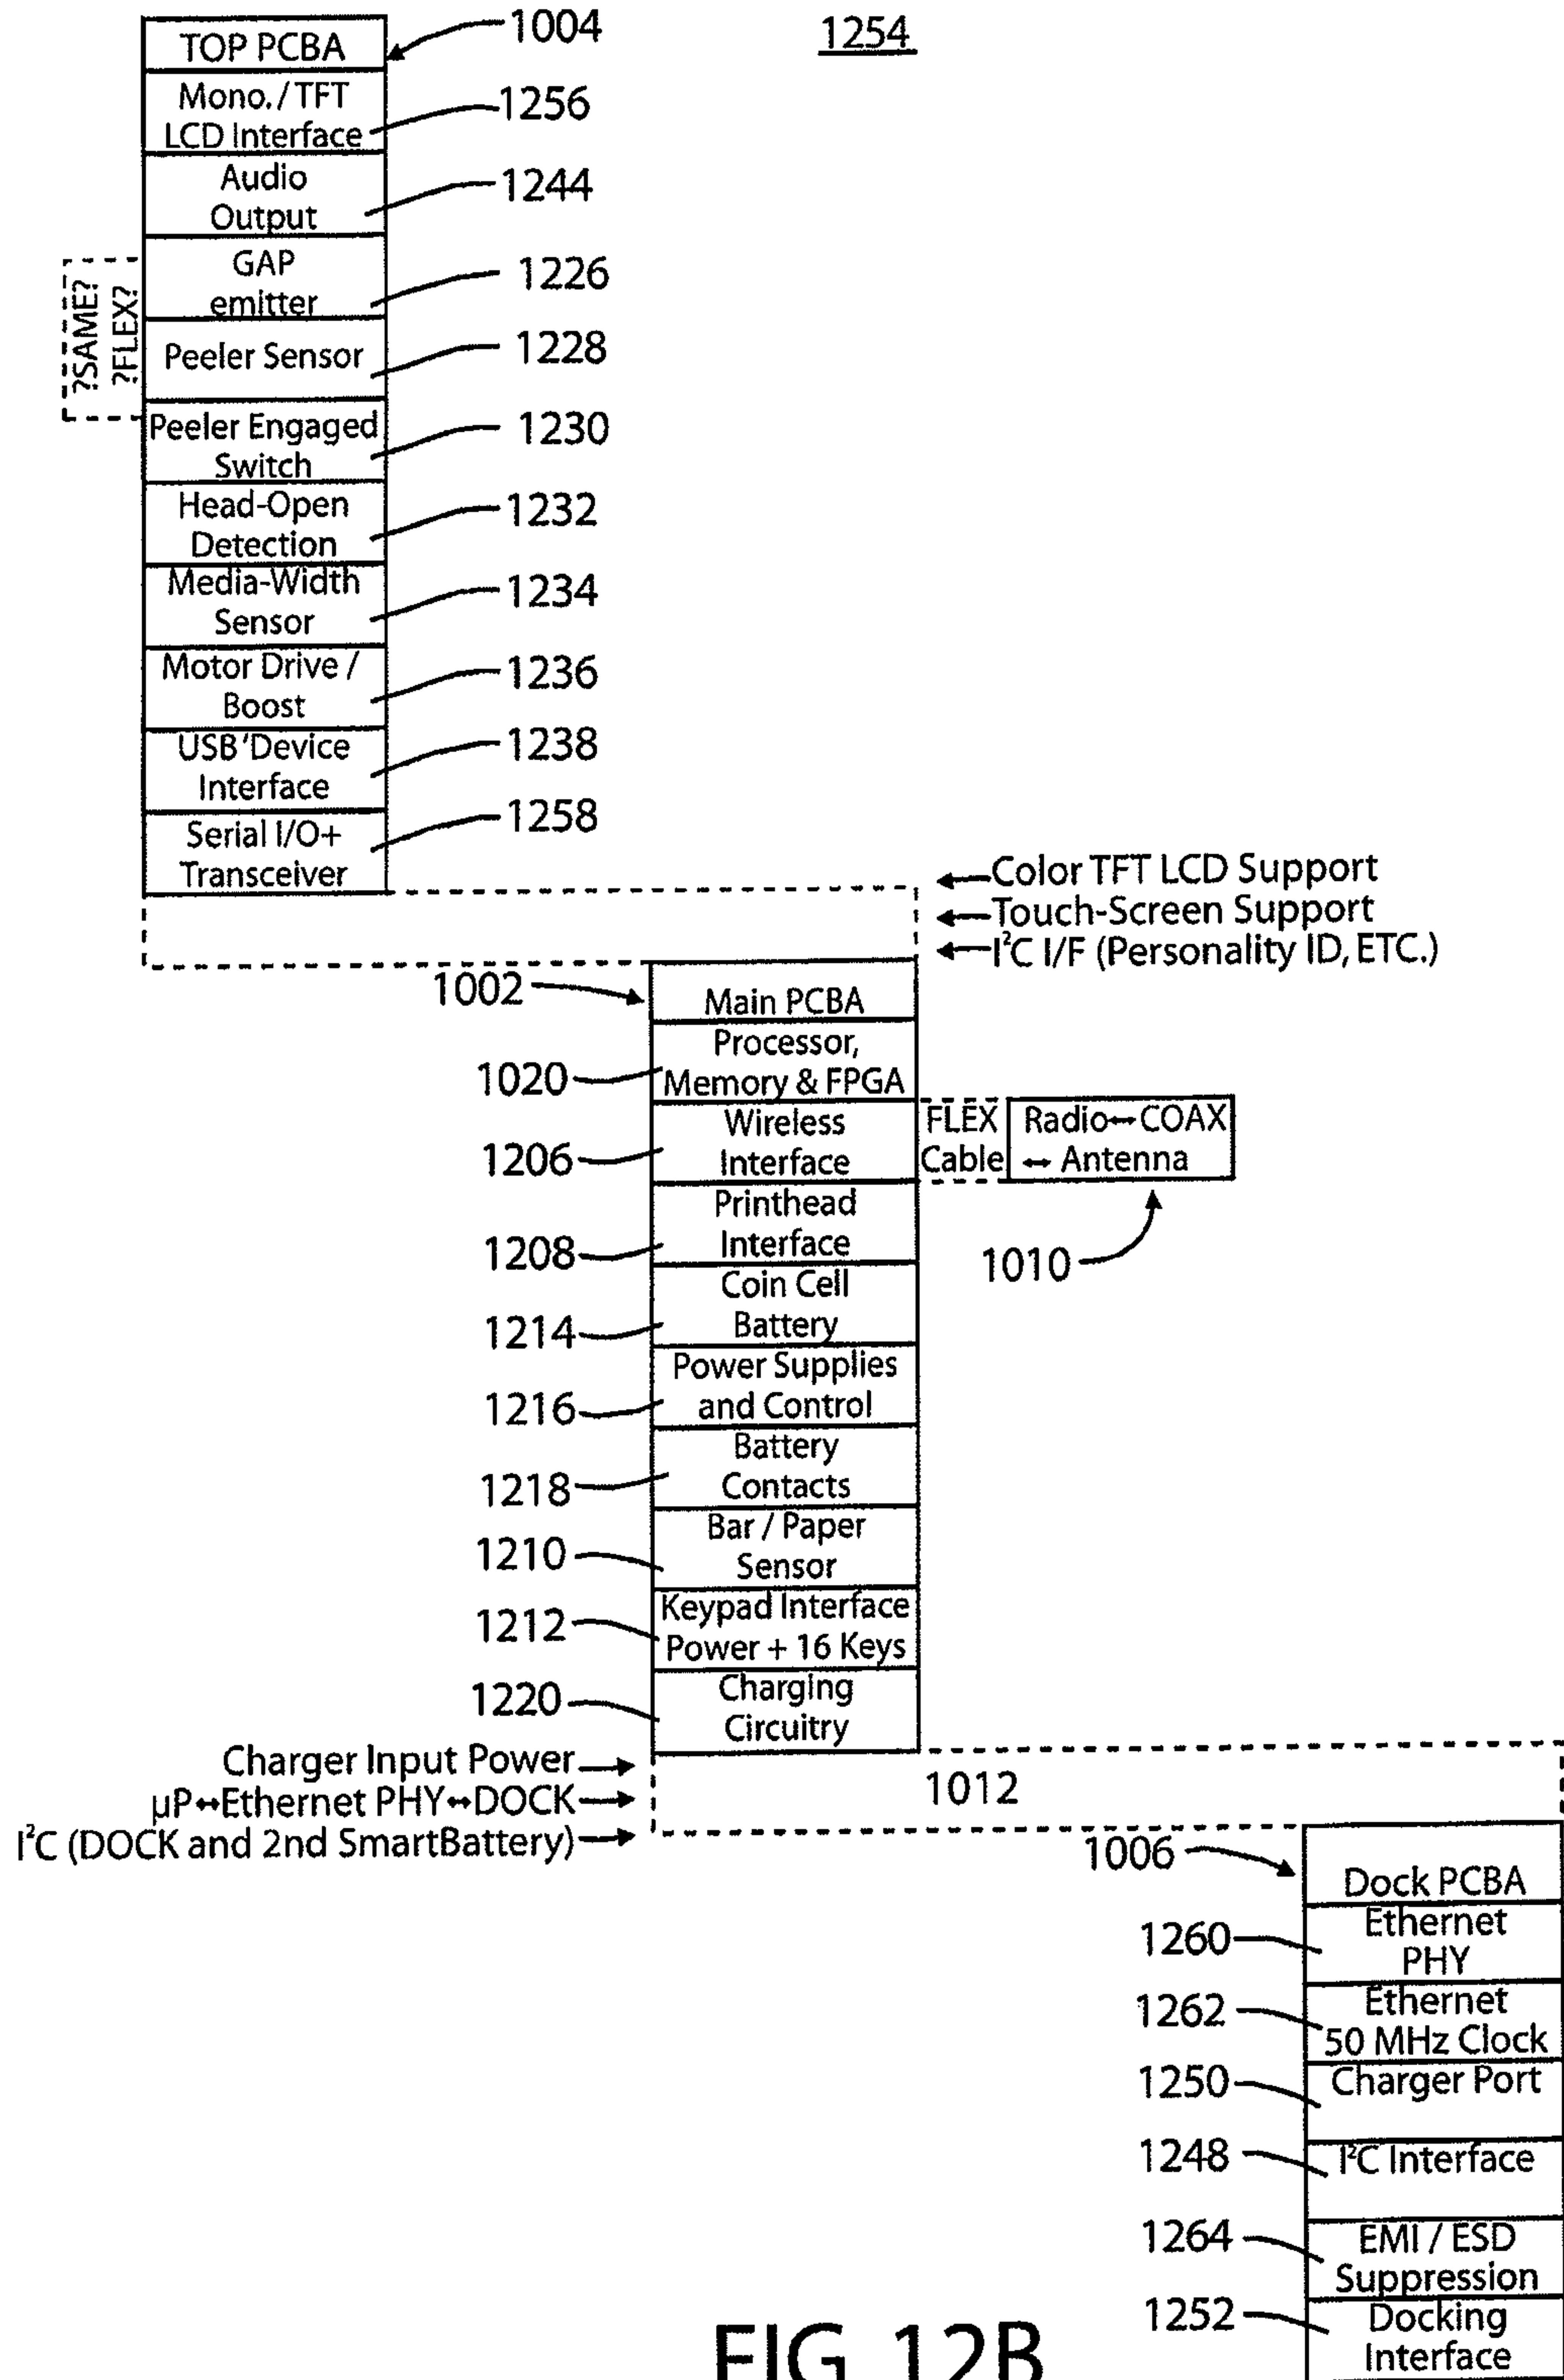 1254
TOP PCBA
1004
Mono./TFT
LCD Interface
1256
Audio
Output
1244
GAP
emitter
1226
?SAME?
?FLEX?
Peeler Sensor
1228
Peeler Engaged
Switch
1230
Head-Open
Detection
1232
Media-Width
Sensor
1234
Motor Drive /
Boost
1236
USB'Device
Interface
1238
Serial I/O+
Transceiver
1258
Color TFT LCD Support
Touch-Screen Support
I²C I/F (Personality ID, ETC.)
1002
Main PCBA
1020
Processor,
Memory & FPGA
1206
Wireless
Interface
FLEX
Cable
Radio↔COAX
↔ Antenna
1010
1208
Printhead
Interface
1214
Coin Cell
Battery
1216
Power Supplies
and Control
1218
Battery
Contacts
1210
Bar / Paper
Sensor
1212
Keypad Interface
Power + 16 Keys
1220
Charging
Circuitry
Charger Input Power
µP↔Ethernet PHY↔DOCK
I²C (DOCK and 2nd SmartBattery)
1012
1006
Dock PCBA
1260
Ethernet
PHY
1262
Ethernet
50 MHz Clock
1250
Charger Port
1248
I²C Interface
1264
EMI / ESD
Suppression
1252
Docking
Interface
FIG. 12B